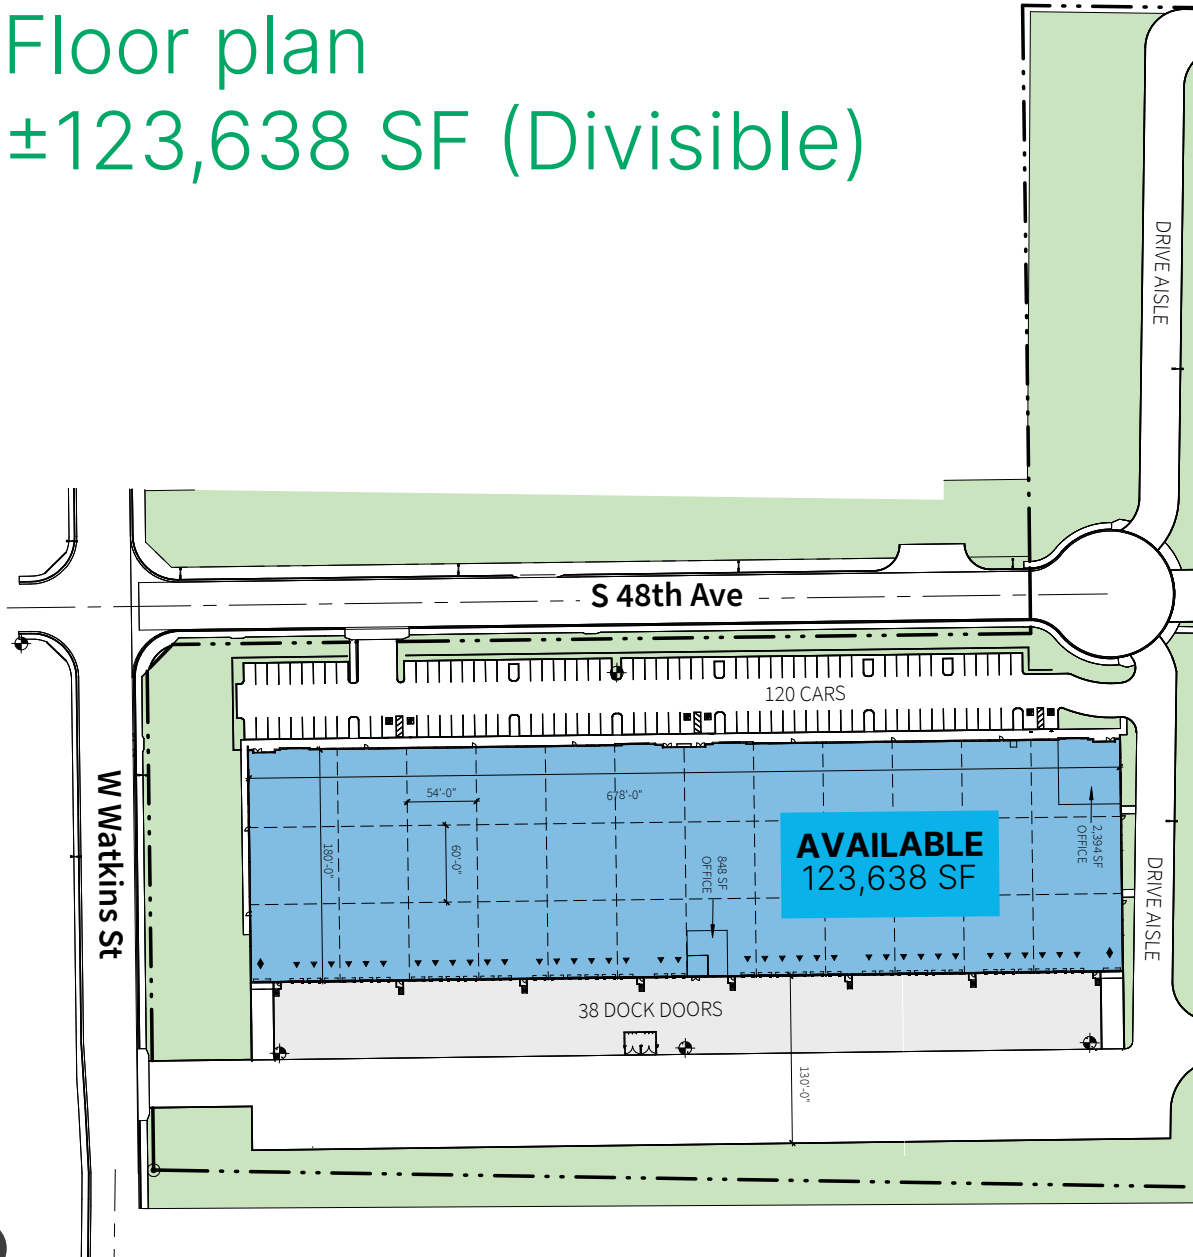 Floor plan
±123,638 SF (Divisible)
DRIVE AISLE
S 48th Ave
120 CARS
W Watkins St
54'-0"
678'-0"
180'-0"
60'-0"
848 SF
OFFICE
AVAILABLE
123,638 SF
2,394 SF
OFFICE
DRIVE AISLE
38 DOCK DOORS
130'-0"